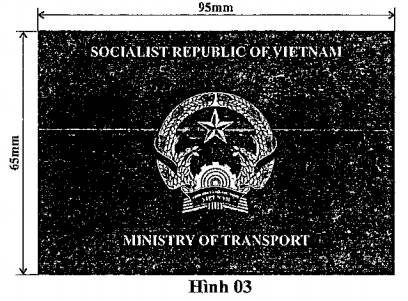 95mm
SOCIALIST REPUBLIC OF VIETNAM
65mm
MINISTRY OF TRANSPORT
Hình 03